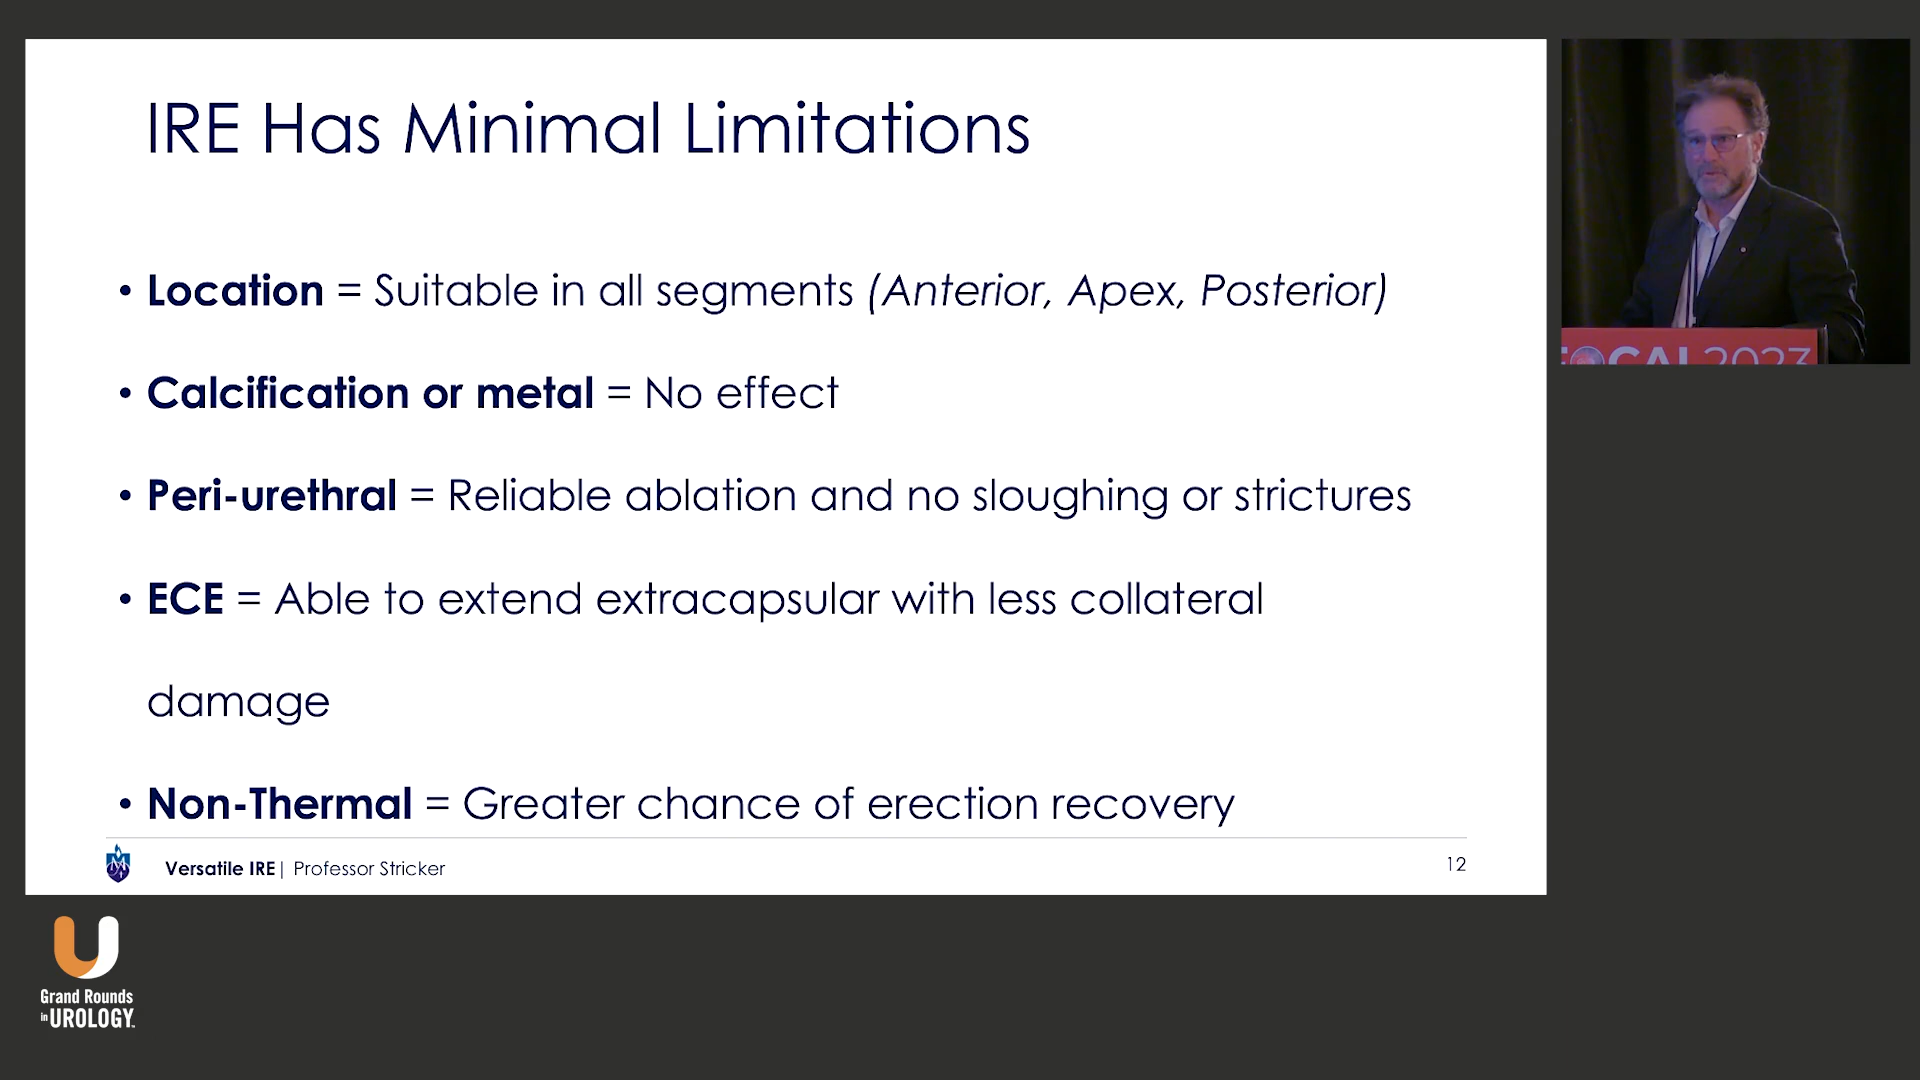 IRE Has Minimal Limitations
• Location = Suitable in all segments (Anterior, Apex, Posterior)
• Calcification or metal = No effect
• Peri-urethral = Reliable ablation and no sloughing or strictures
• ECE = Able to extend extracapsular with less collateral
damage
• Non-Thermal = Greater chance of erection recovery
Versatile IRE | Professor Stricker
12
FOCAL 2023
Grand Rounds
in UROLOGY